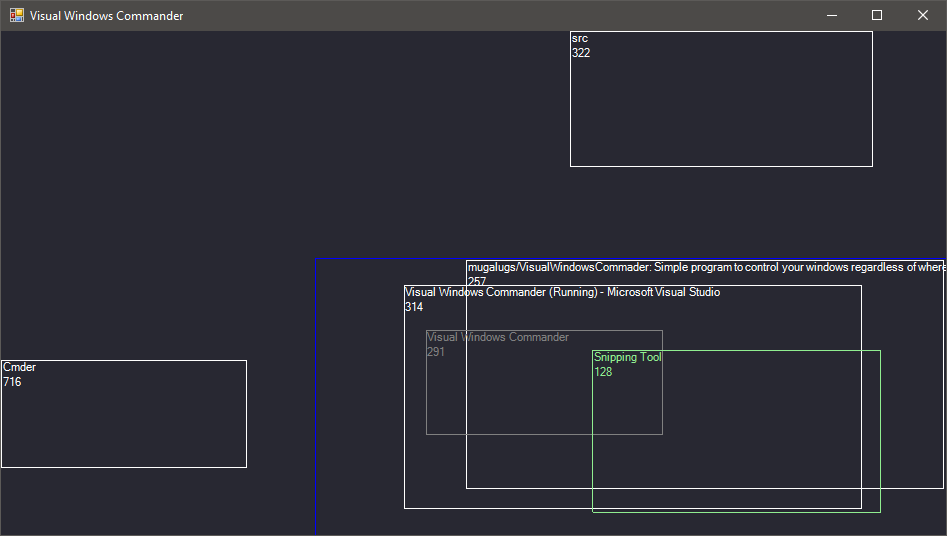 Visual Windows Commander
src
322
mugalugs/VisualWindowsCommader: Simple program to control your windows regardless of where
257
Visual Windows Commander (Running) - Microsoft Visual Studio
314
Visual Windows Commander
291
Snipping Tool
128
Cmder
716